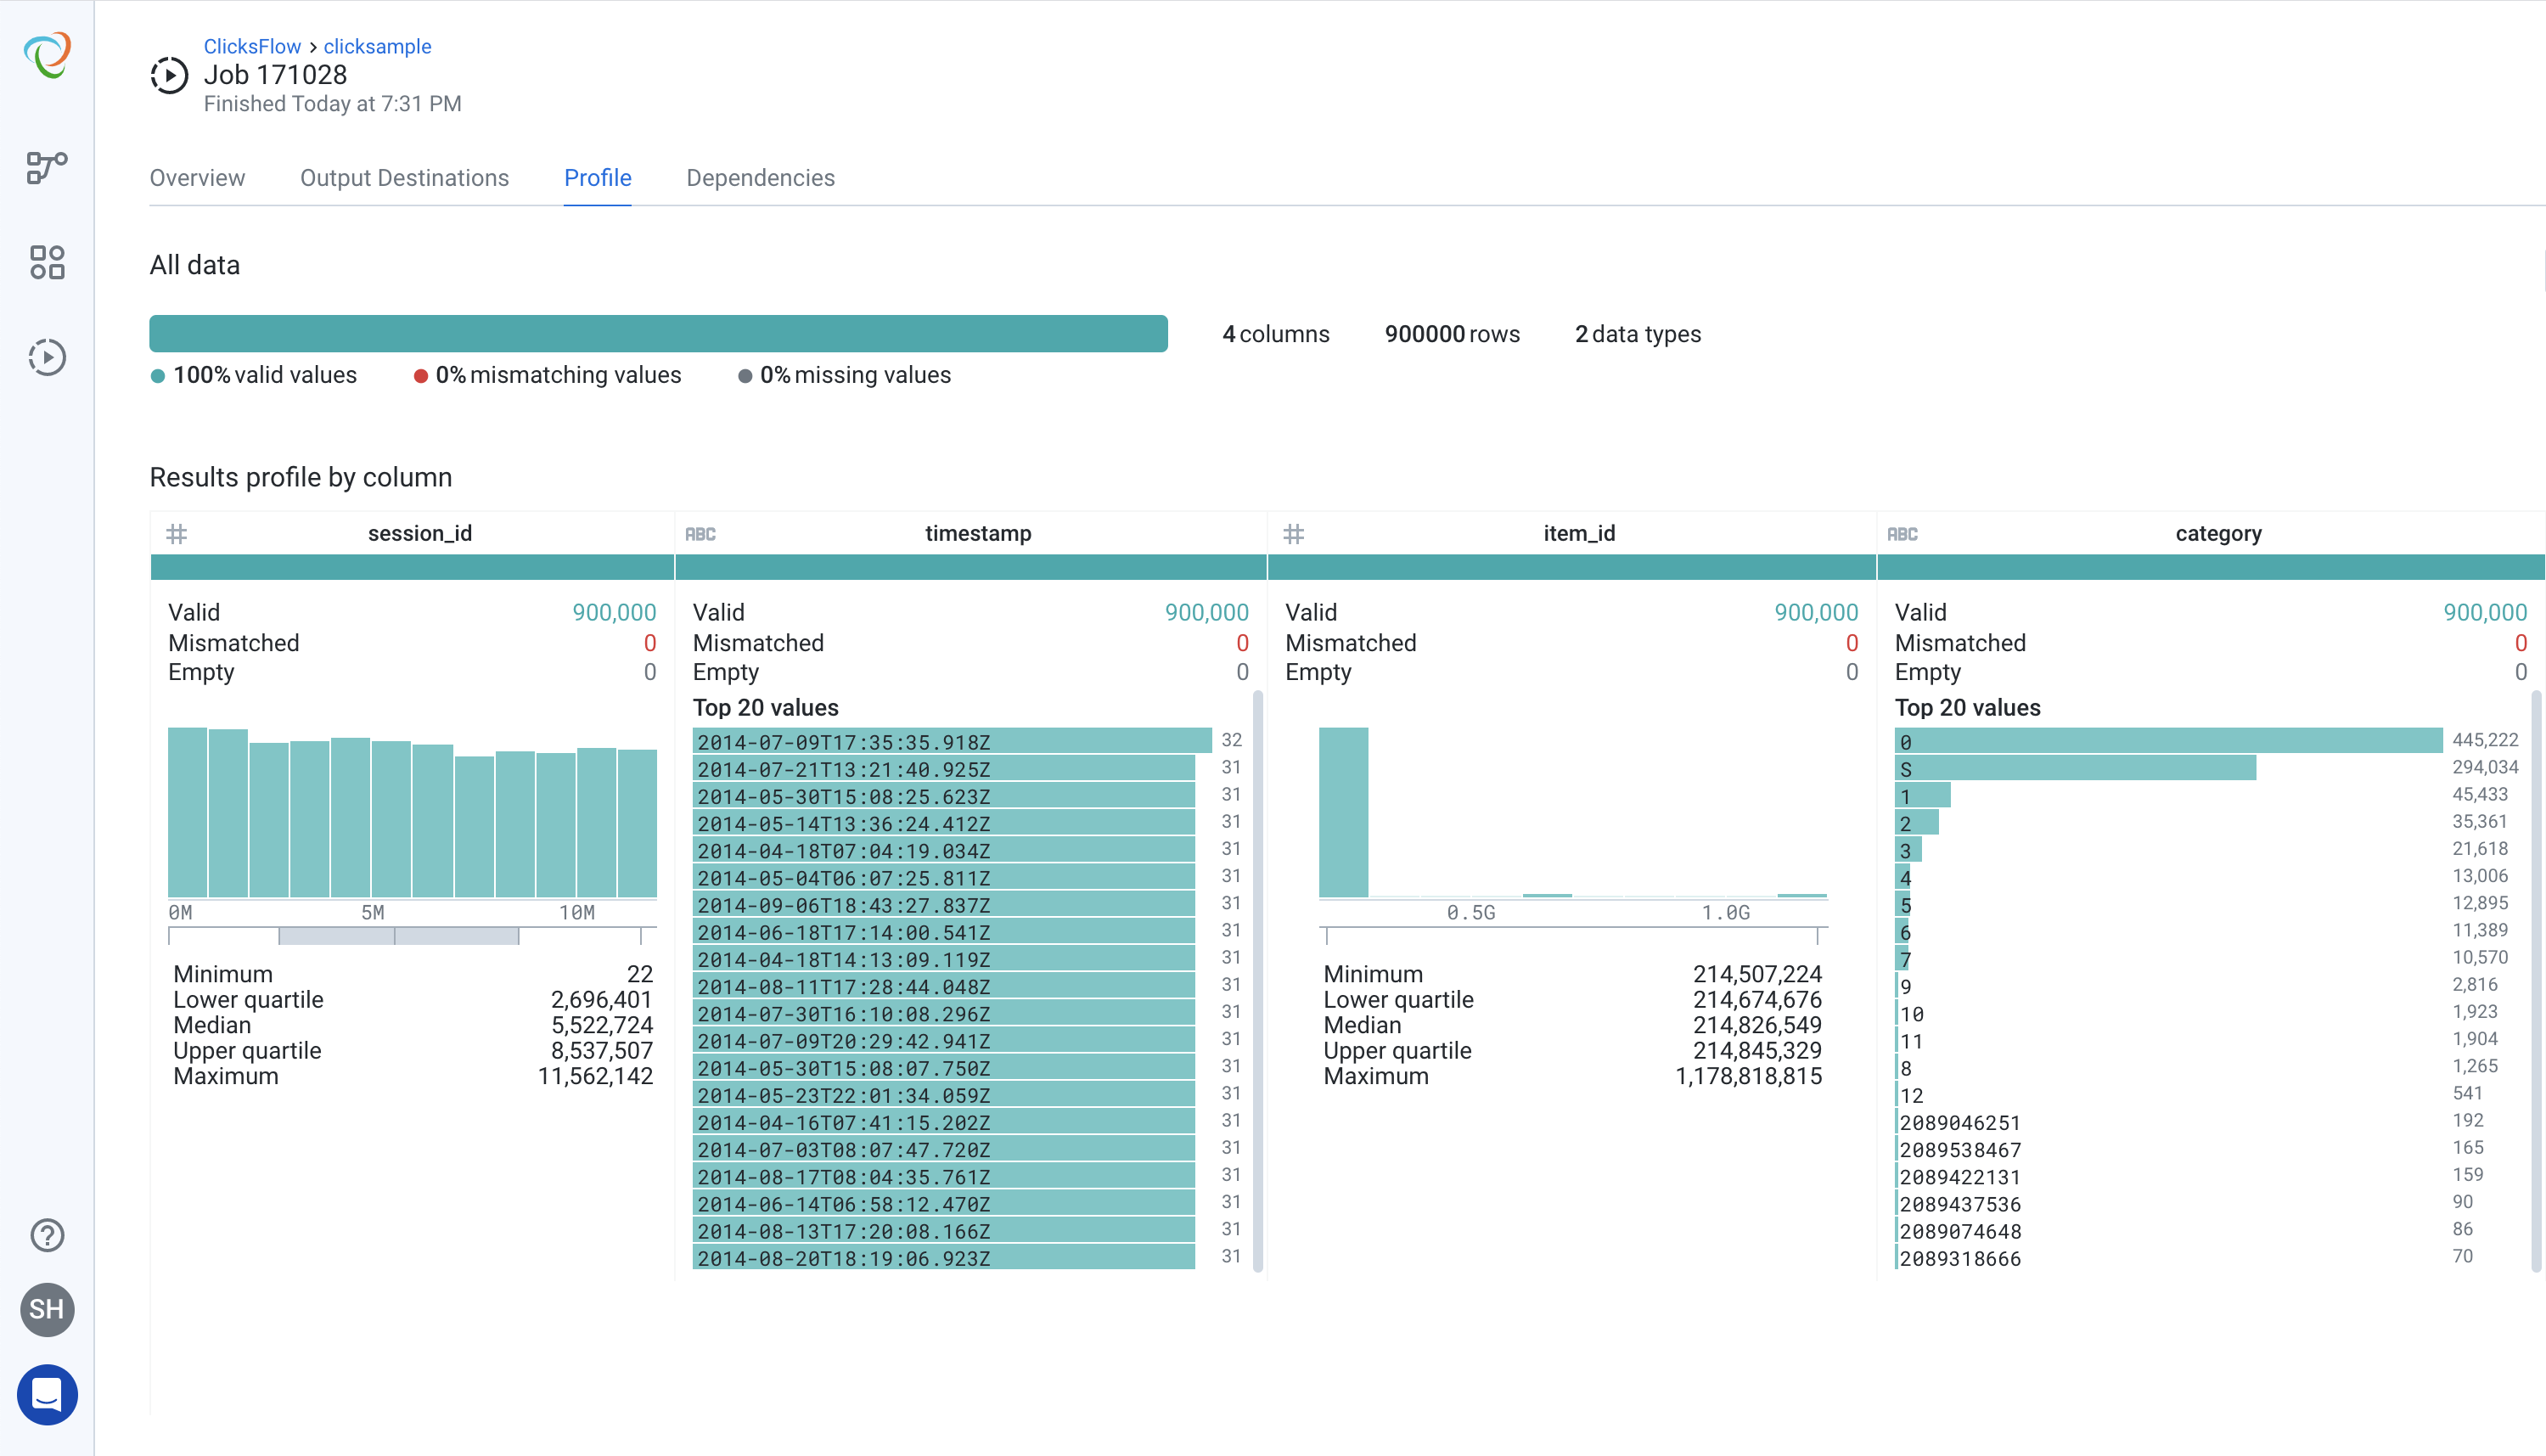 ClicksFlow > clicksample
Job 171028
Finished Today at 7:31 PM
Overview Output Destinations Profile Dependencies
All data
4 columns 900000 rows 2 data types
100% valid values 0% mismatching values 0% missing values
Results profile by column
# session_id
Valid 900,000
Mismatched 0
Empty 0
0M 5M 10M
Minimum 22
Lower quartile 2,696,401
Median 5,522,724
Upper quartile 8,537,507
Maximum 11,562,142
ABC timestamp
Valid 900,000
Mismatched 0
Empty 0
Top 20 values
2014-07-09T17:35:35.918Z 32
2014-07-21T13:21:40.925Z 31
2014-05-30T15:08:25.623Z 31
2014-05-14T13:36:24.412Z 31
2014-04-18T07:04:19.034Z 31
2014-05-04T06:07:25.811Z 31
2014-09-06T18:43:27.837Z 31
2014-06-18T17:14:00.541Z 31
2014-04-18T14:13:09.119Z 31
2014-08-11T17:28:44.048Z 31
2014-07-30T16:10:08.296Z 31
2014-07-09T20:29:42.941Z 31
2014-05-30T15:08:07.750Z 31
2014-05-23T22:01:34.059Z 31
2014-04-16T07:41:15.202Z 31
2014-07-03T08:07:47.720Z 31
2014-08-17T08:04:35.761Z 31
2014-06-14T06:58:12.470Z 31
2014-08-13T17:20:08.166Z 31
2014-08-20T18:19:06.923Z 31
# item_id
Valid 900,000
Mismatched 0
Empty 0
0.5G 1.0G
Minimum 214,507,224
Lower quartile 214,674,676
Median 214,826,549
Upper quartile 214,845,329
Maximum 1,178,818,815
ABC category
Valid 900,000
Mismatched 0
Empty 0
Top 20 values
0 445,222
S 294,034
1 45,433
2 35,361
3 21,618
4 13,006
5 12,895
6 11,389
7 10,570
9 2,816
10 1,923
11 1,904
8 1,265
12 541
2089046251 192
2089538467 165
2089422131 159
2089437536 90
2089074648 86
2089318666 70
?
SH